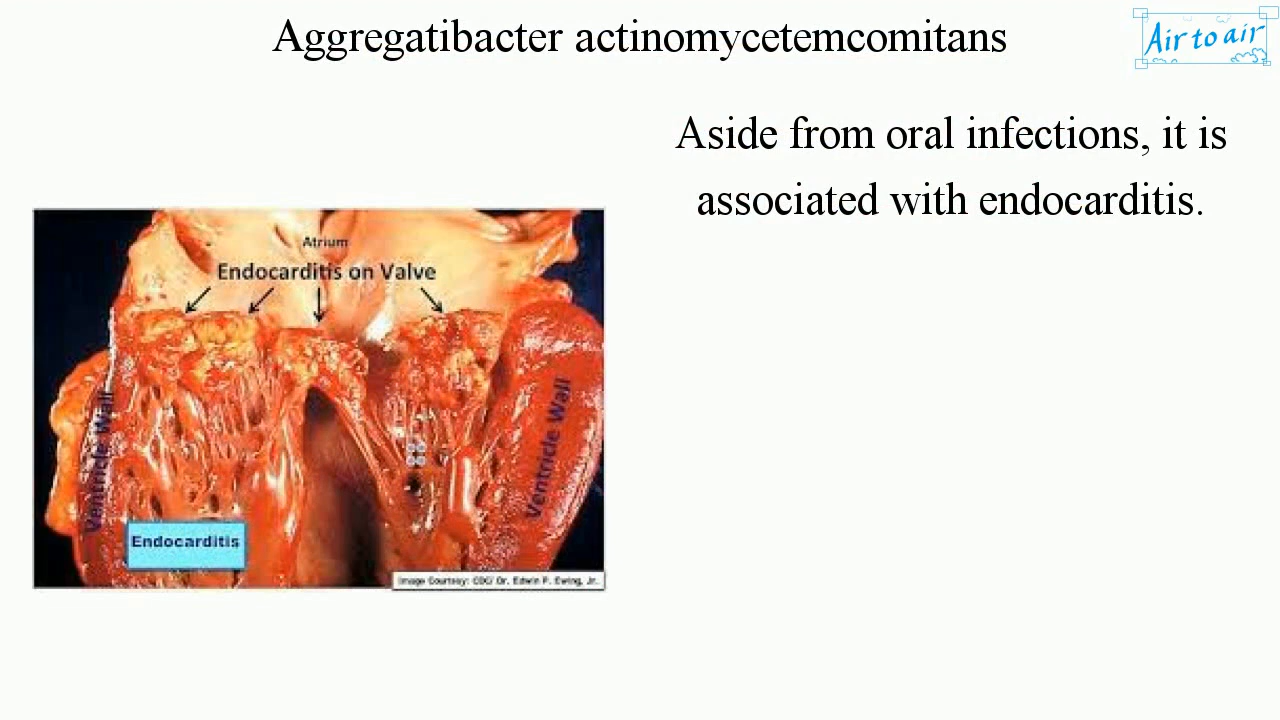 Aggregatibacter actinomycetemcomitans
Air to air
Aside from oral infections, it is
associated with endocarditis.
Atrium
Endocarditis on Valve
Ventricle Wall
Ventricle Wall
Endocarditis
Image Courtesy: CDC/ Dr. Edwin P. Ewing, Jr.